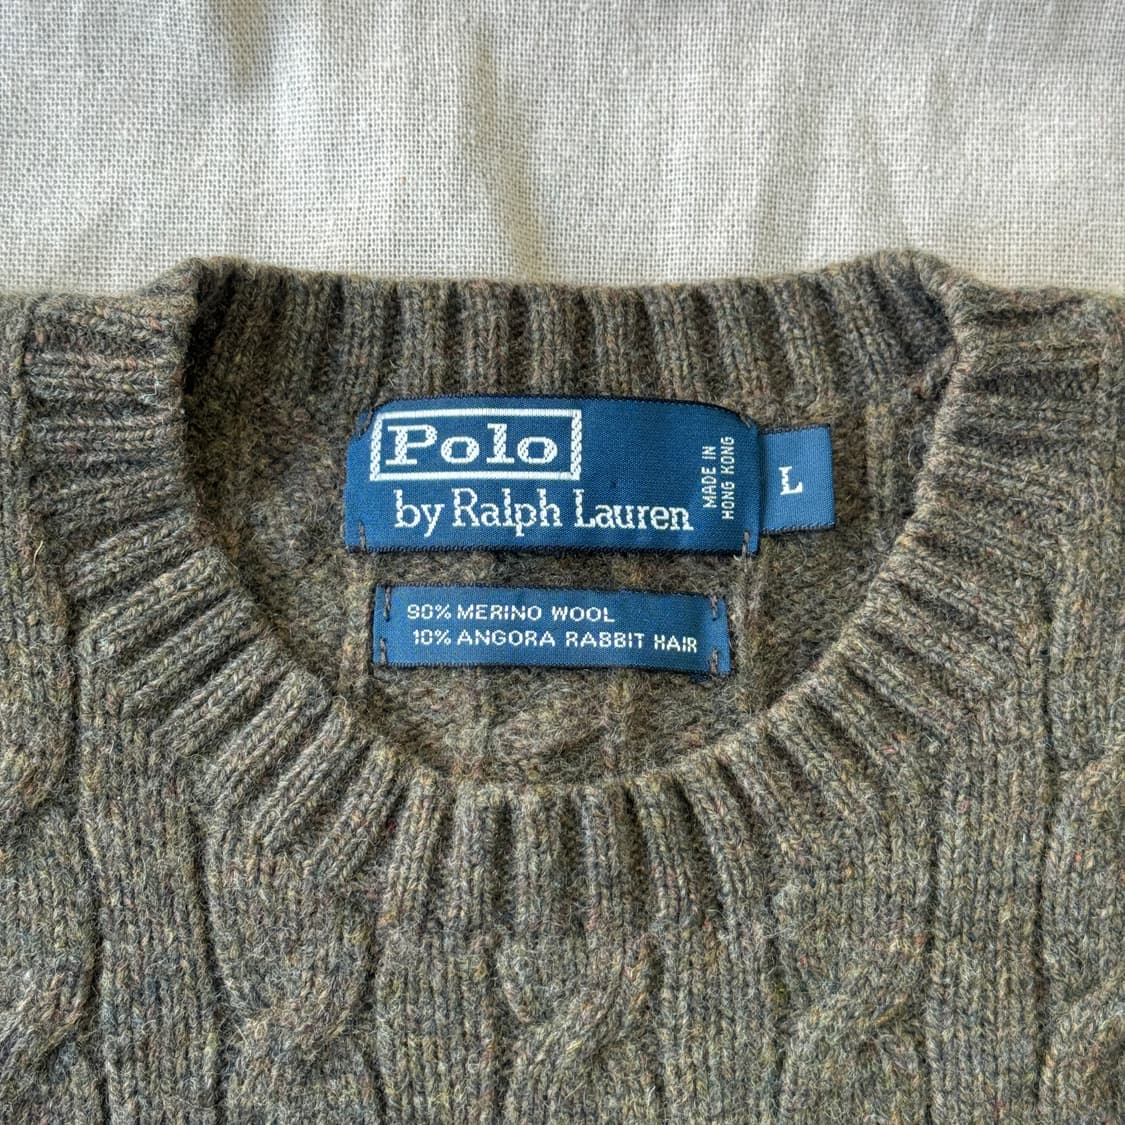 Polo
by Ralph Lauren
MADE IN
HONG KONG
L
90% MERINO WOOL
10% ANGORA RABBIT HAIR